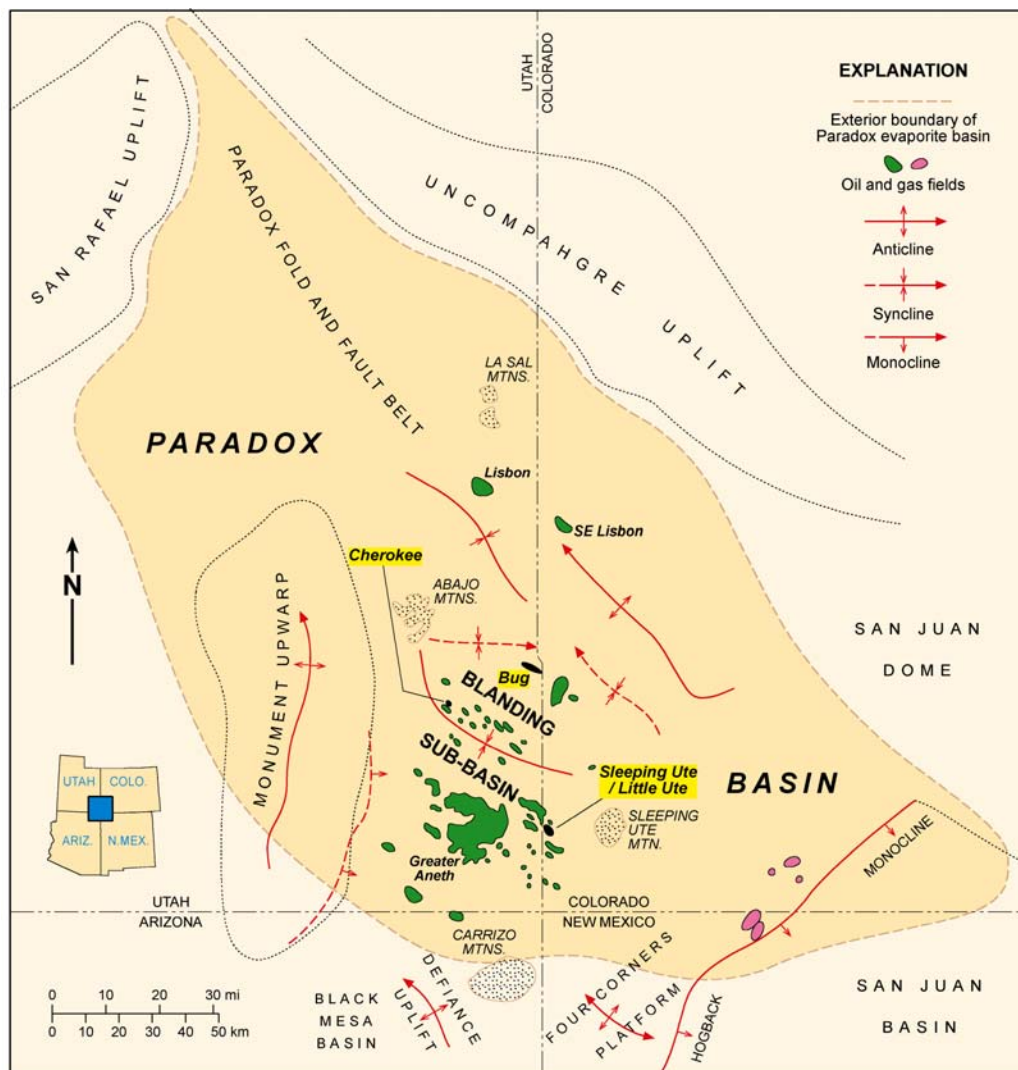 UTAH
COLORADO
EXPLANATION
Exterior boundary of
Paradox evaporite basin
Oil and gas fields
Anticline
Syncline
Monocline
SAN RAFAEL UPLIFT
PARADOX FOLD AND FAULT BELT
UNCOMPAHGRE UPLIFT
LA SAL
MTNS.
PARADOX
Lisbon
SE Lisbon
Cherokee
ABAJO
MTNS.
N
MONUMENT UPWARP
SAN JUAN
DOME
Bug
BLANDING
SUB-BASIN
Sleeping Ute
/ Little Ute
BASIN
SLEEPING
UTE
MTN.
UTAH
COLO.
ARIZ.
N.MEX.
Greater
Aneth
MONOCLINE
UTAH
ARIZONA
COLORADO
NEW MEXICO
CARRIZO
MTNS.
0 10 20 30 mi
0 10 20 30 40 50 km
BLACK
MESA
BASIN
DEFIANCE
UPLIFT
FOUR CORNERS
PLATFORM
HOGBACK
SAN JUAN
BASIN